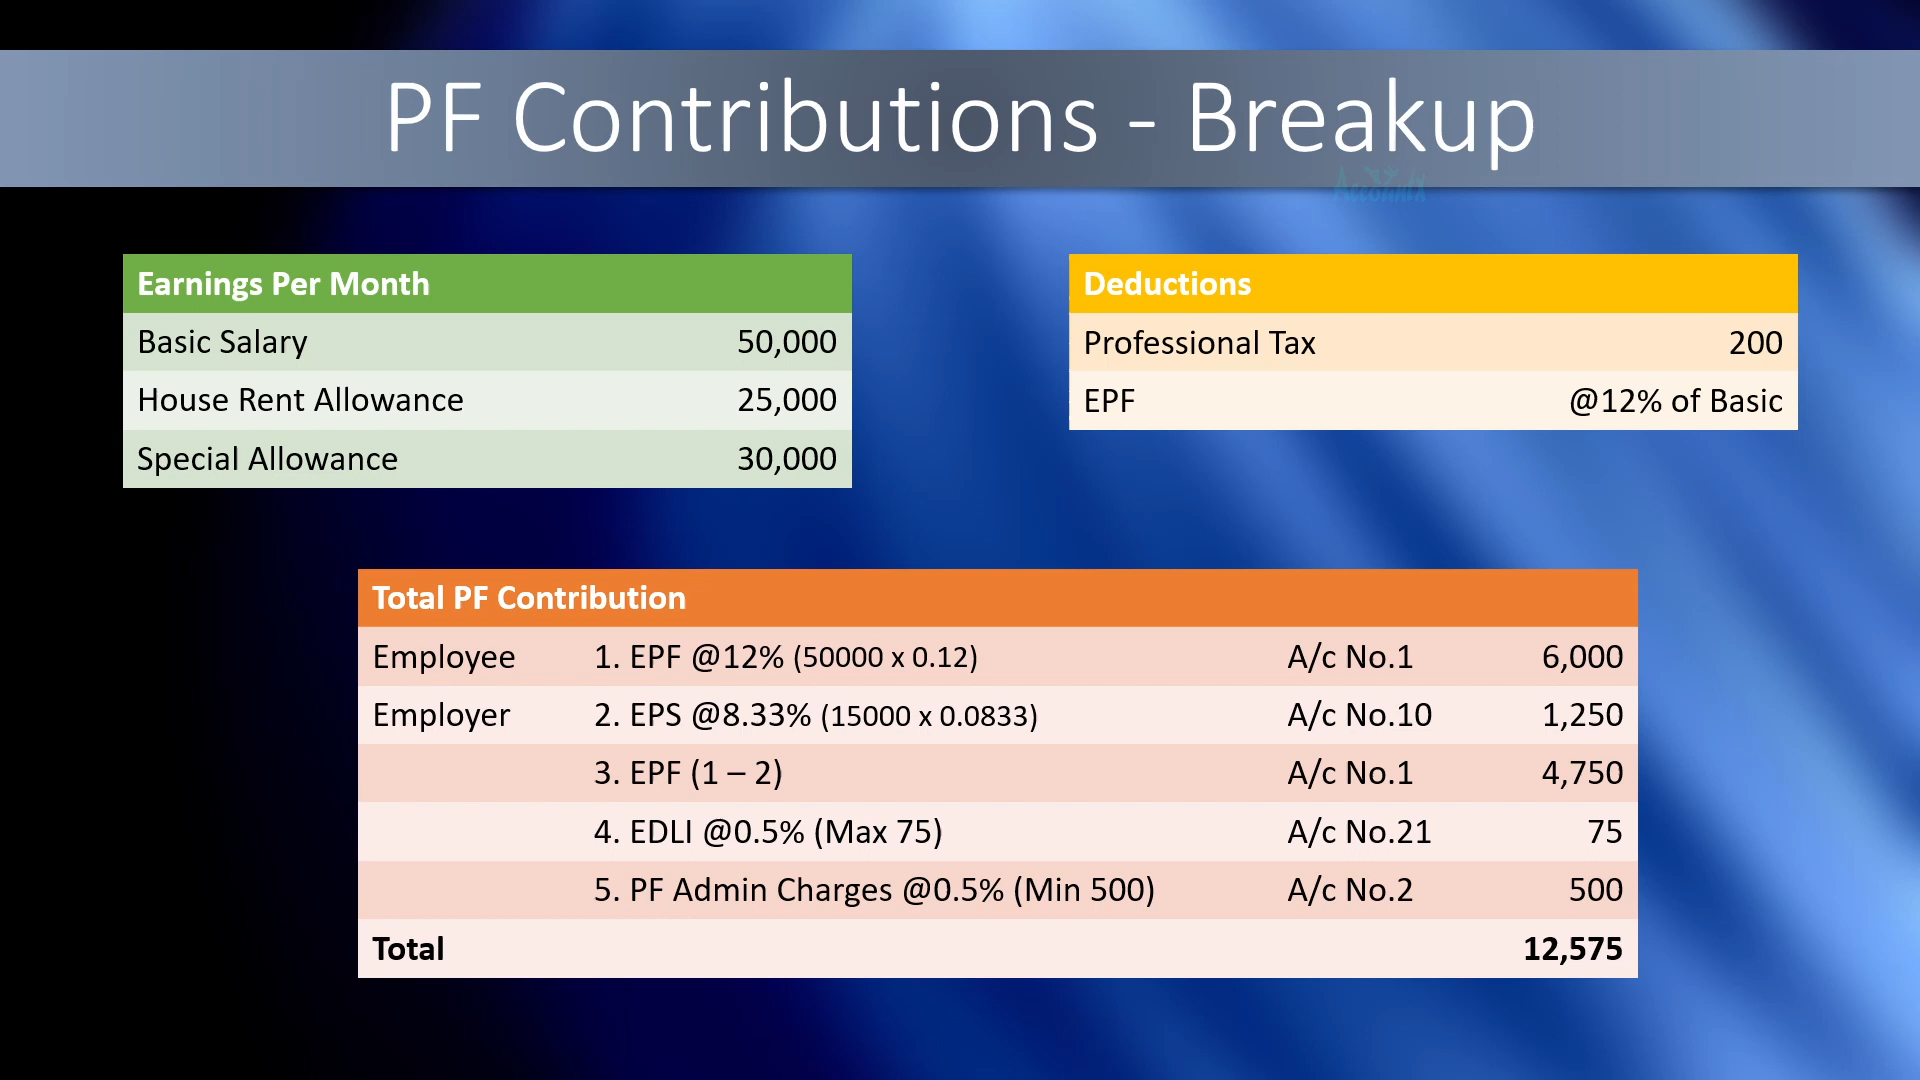 PF Contributions - Breakup
Accountx
Earnings Per Month
Basic Salary 50,000
House Rent Allowance 25,000
Special Allowance 30,000
Deductions
Professional Tax 200
EPF @12% of Basic
Total PF Contribution
Employee 1. EPF @12% (50000 x 0.12) A/c No.1 6,000
Employer 2. EPS @8.33% (15000 x 0.0833) A/c No.10 1,250
3. EPF (1 – 2) A/c No.1 4,750
4. EDLI @0.5% (Max 75) A/c No.21 75
5. PF Admin Charges @0.5% (Min 500) A/c No.2 500
Total 12,575